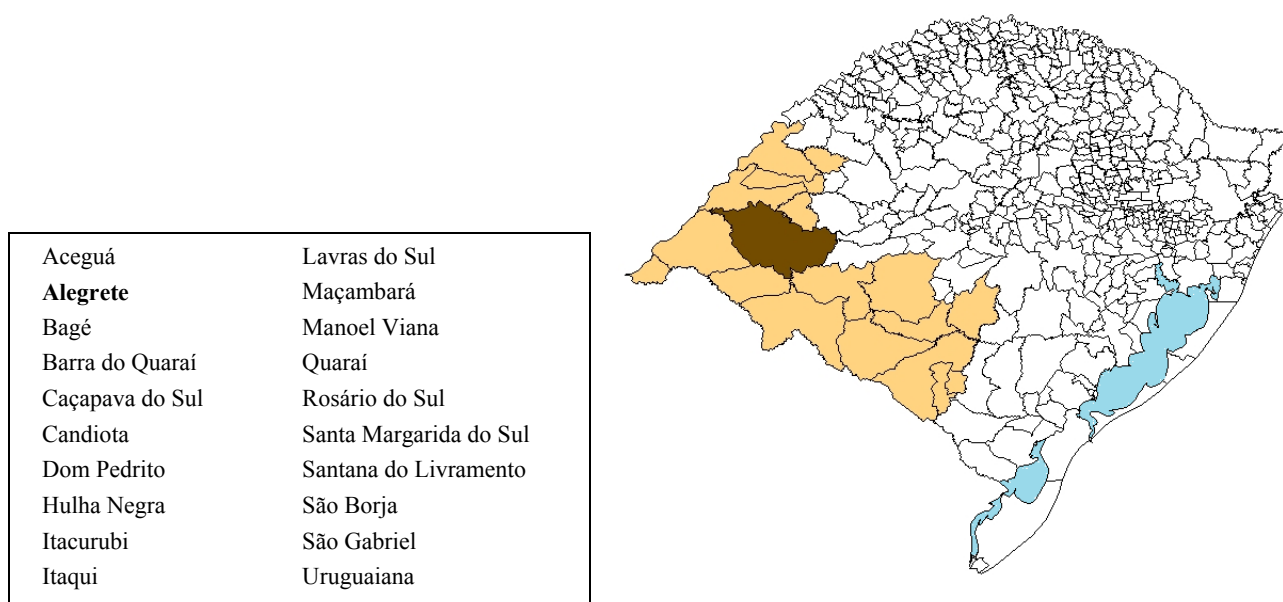 Aceguá Lavras do Sul
Alegrete Maçambará
Bagé Manoel Viana
Barra do Quaraí Quaraí
Caçapava do Sul Rosário do Sul
Candiota Santa Margarida do Sul
Dom Pedrito Santana do Livramento
Hulha Negra São Borja
Itacurubi São Gabriel
Itaqui Uruguaiana